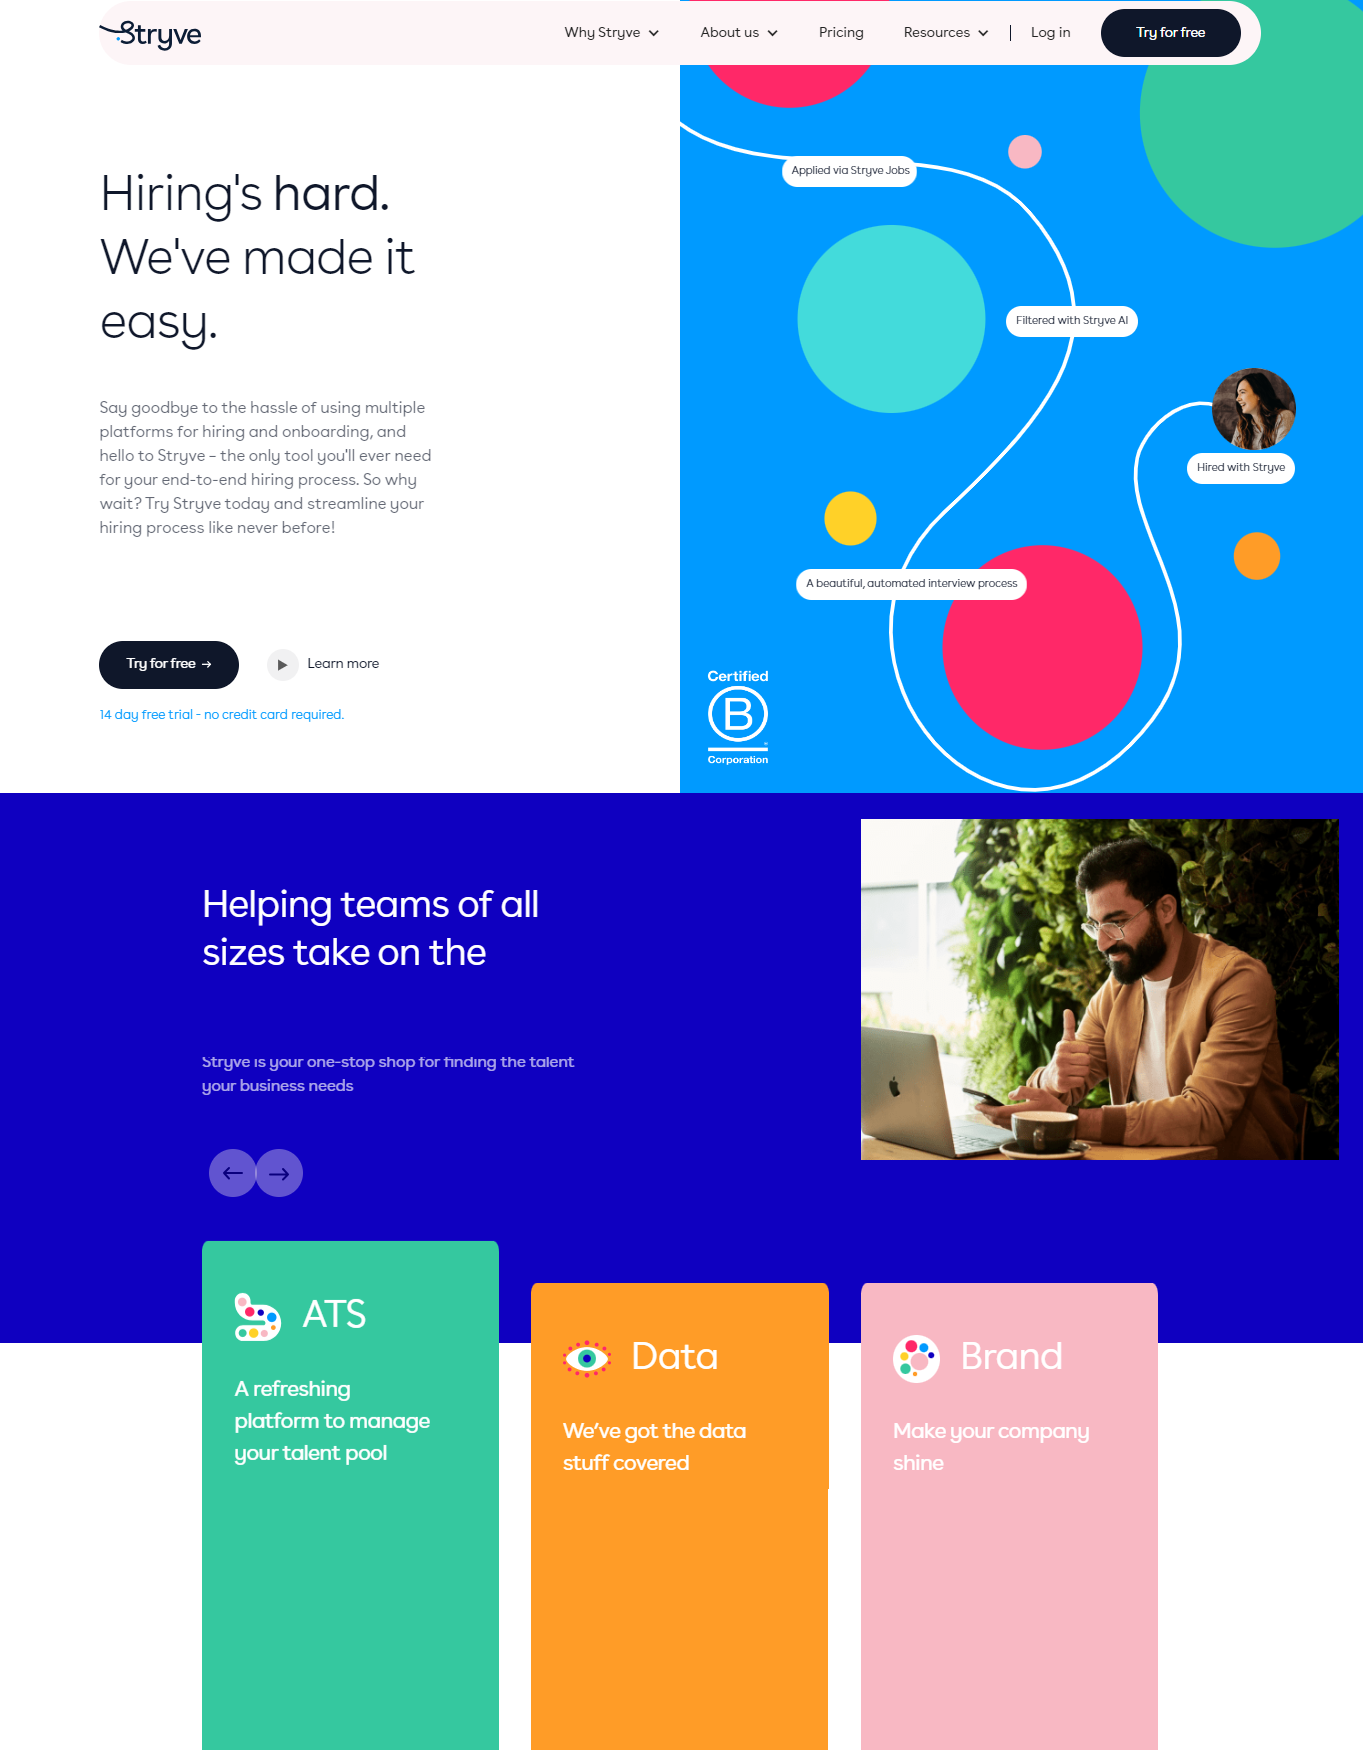 Stryve
Why Stryve
About us
Pricing
Resources
Log in
Try for free
Hiring's hard.
We've made it
easy.
Say goodbye to the hassle of using multiple
platforms for hiring and onboarding, and
hello to Stryve – the only tool you'll ever need
for your end-to-end hiring process. So why
wait? Try Stryve today and streamline your
hiring process like never before!
Try for free →
Learn more
14 day free trial - no credit card required.
Applied via Stryve Jobs
Filtered with Stryve AI
Hired with Stryve
A beautiful, automated interview process
Certified
B
®
Corporation
Helping teams of all
sizes take on the
Stryve is your one-stop shop for finding the talent
your business needs
ATS
A refreshing
platform to manage
your talent pool
Data
We’ve got the data
stuff covered
Brand
Make your company
shine